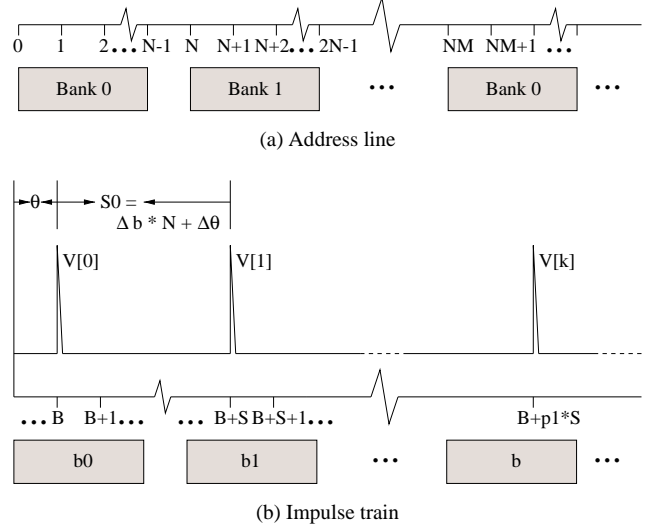 0 1 2... N-1 N N+1 N+2... 2N-1 NM NM+1 ...
Bank 0 Bank 1 ... Bank 0 ...
(a) Address line
θ S0 =
Δ b * N + Δθ
V[0] V[1] V[k]
... B B+1... ... B+S B+S+1... B+p1*S
b0 b1 ... b ...
(b) Impulse train